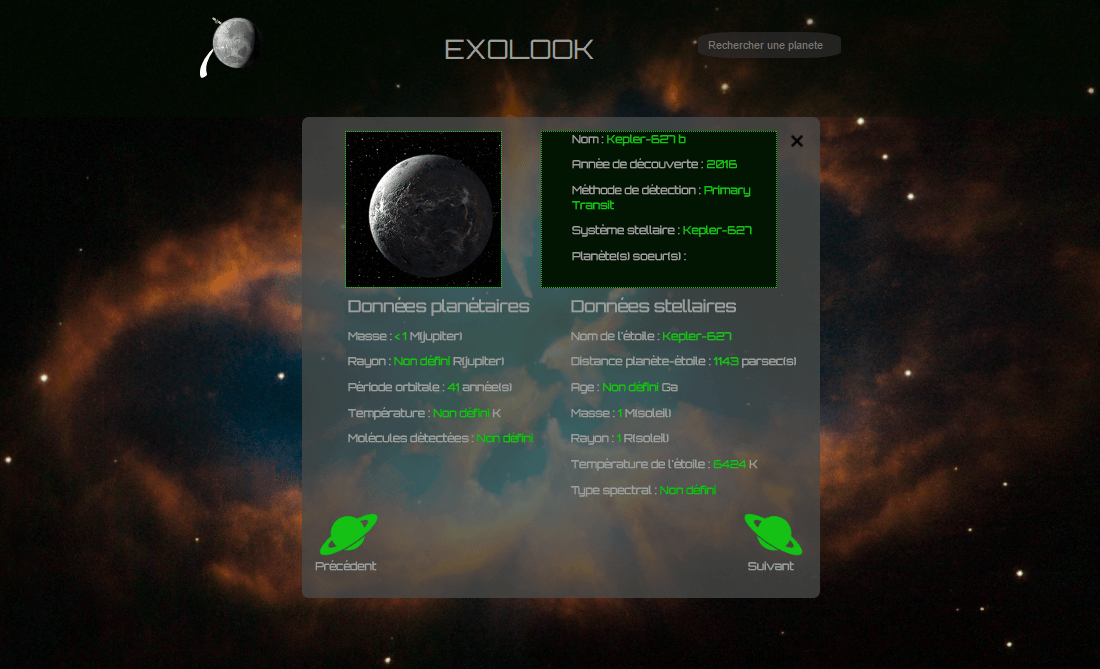 EXOLOOK
Rechercher une planete
Nom : Kepler-627 b
Année de découverte : 2016
Méthode de détection : Primary
Transit
Système stellaire : Kepler-627
Planète(s) soeur(s) :
Données planétaires
Masse : <1 M(jupiter)
Rayon : Non défini R(jupiter)
Période orbitale : 41 année(s)
Température : Non défini K
Molécules détectées : Non défini
Données stellaires
Nom de l'étoile : Kepler-627
Distance planète-étoile : 1143 parsec(s)
Age : Non défini Ga
Masse : 1 M(soleil)
Rayon : 1 R(soleil)
Température de l'étoile : 6424 K
Type spectral : Non défini
Précédent
Suivant